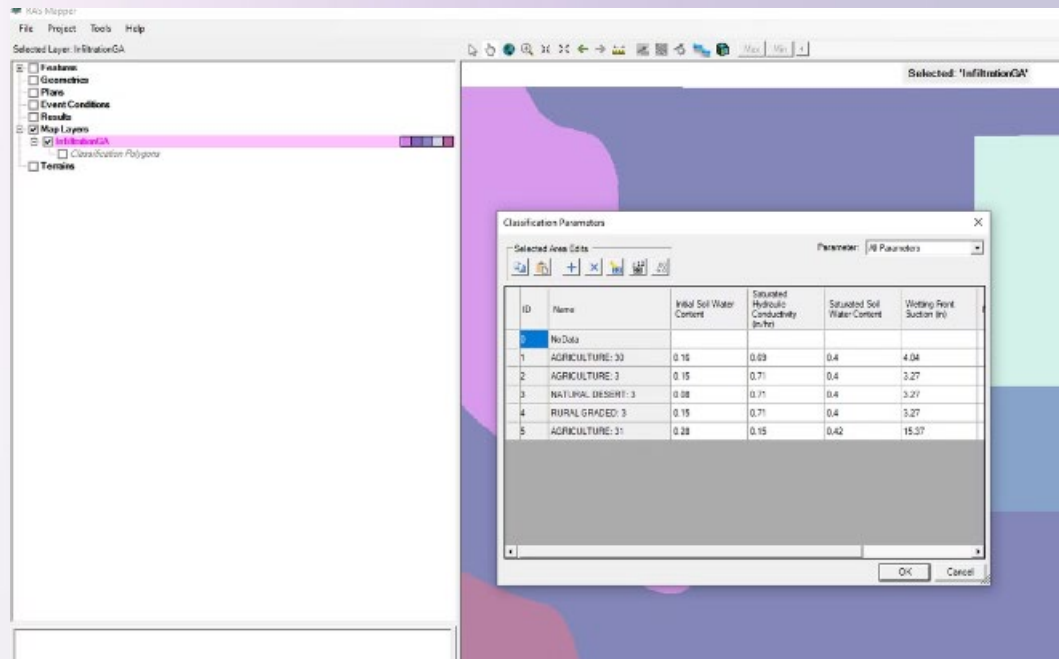 RAS Mapper
File Project Tools Help
Selected Layer: InfiltrationGA
Max Min
Features
Geometries
Plans
Event Conditions
Results
Map Layers
InfiltrationGA
Classification Polygons
Terrains
Selected: 'InfiltrationGA'
Classification Parameters
Selected Area Edits
Parameter: All Parameters
ID Name Initial Soil Water Content Saturated Hydraulic Conductivity (in/hr) Saturated Soil Water Content Wetting Front Suction (in)
0 NoData
1 AGRICULTURE: 30 0.16 0.69 0.4 4.04
2 AGRICULTURE: 3 0.15 0.71 0.4 3.27
3 NATURAL DESERT: 3 0.08 0.71 0.4 3.27
4 RURAL GRADED: 3 0.15 0.71 0.4 3.27
5 AGRICULTURE: 31 0.28 0.15 0.42 15.37
OK Cancel